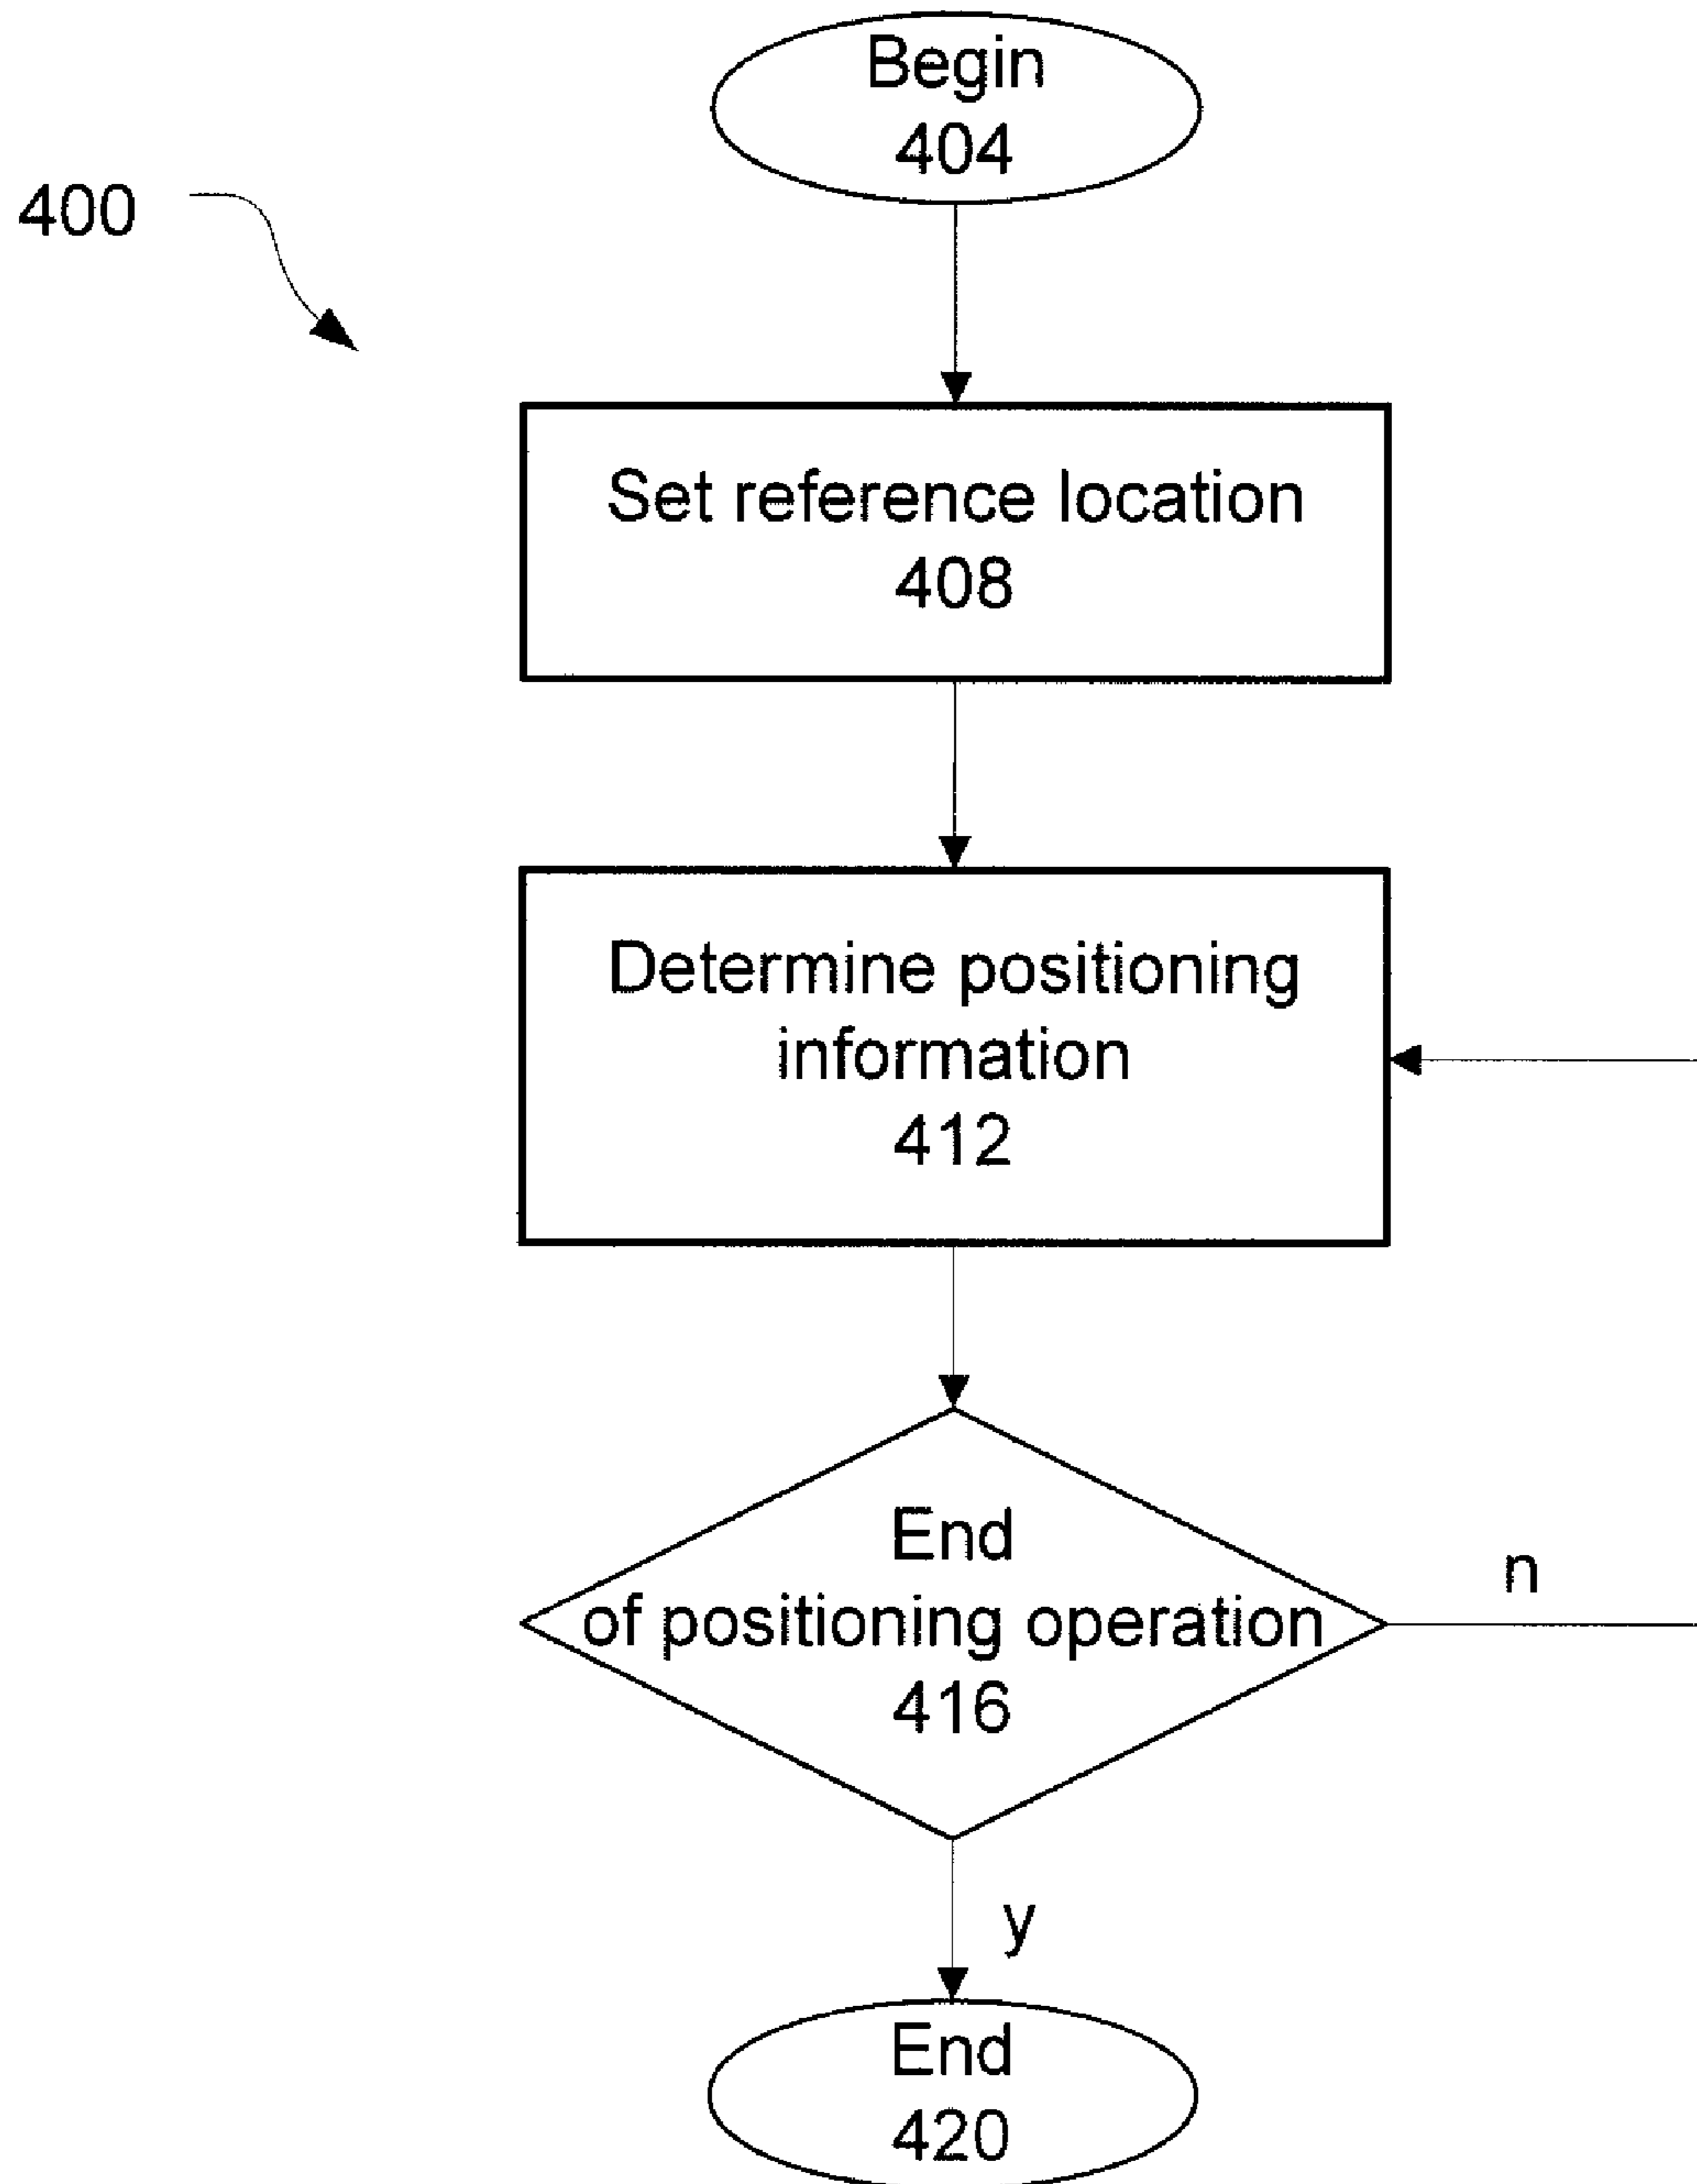 Begin
404
400
Set reference location
408
Determine positioning
information
412
End
of positioning operation
416
n
y
End
420